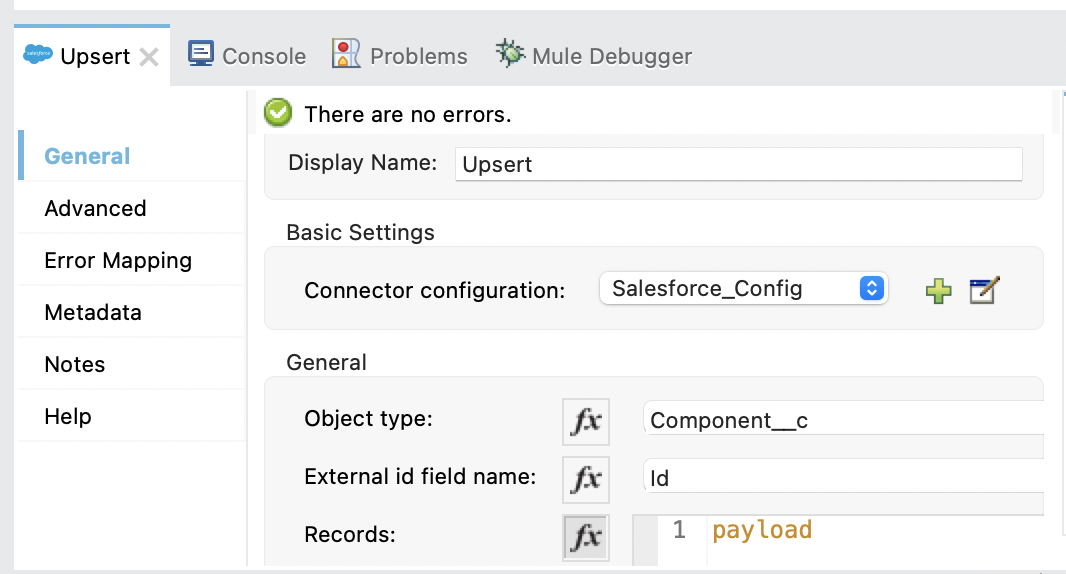 Upsert Console Problems Mule Debugger
There are no errors.
General
Display Name: Upsert
Advanced
Basic Settings
Error Mapping
Connector configuration: Salesforce_Config
Metadata
Notes
General
Help
Object type: fx Component__c
External id field name: fx Id
Records: fx 1 payload